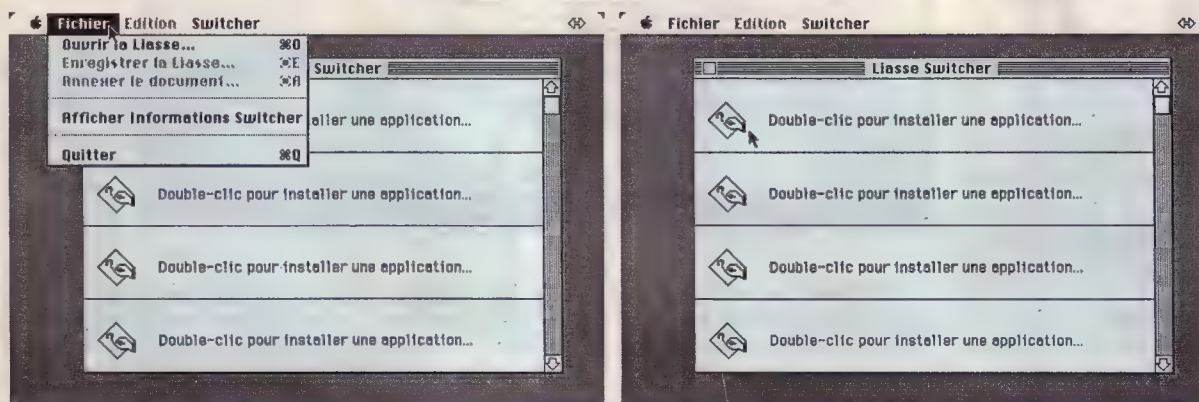 Fichier Edition Switcher
Ouvrir la Liasse... ⌘O
Enregistrer la Liasse... ⌘E
Annexer le document... ⌘A
Afficher Informations Switcher
Quitter ⌘Q
Switcher
aller une application...
Double-clic pour installer une application...
Double-clic pour installer une application...
Double-clic pour installer une application...
Fichier Edition Switcher
Liasse Switcher
Double-clic pour installer une application...
Double-clic pour installer une application...
Double-clic pour installer une application...
Double-clic pour installer une application...